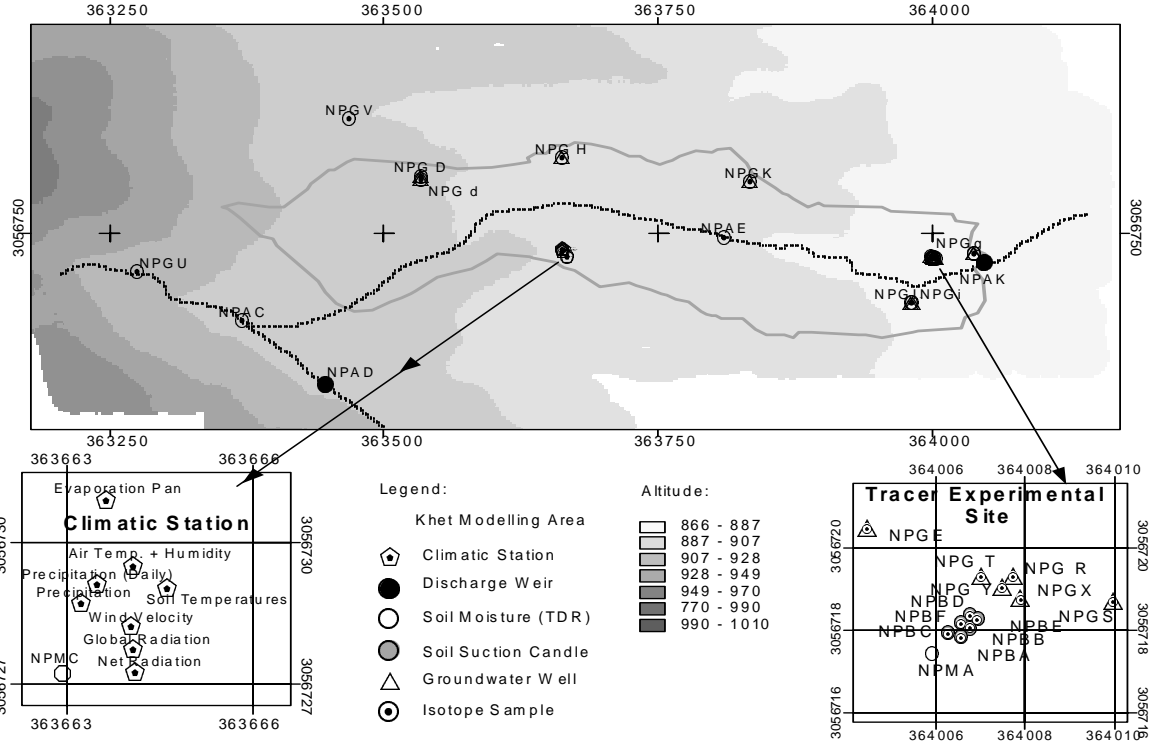 363250 363500 363750 364000
NPGV
NPG H
NPG D
NPGK
NPG d
3056750
3056750
NPAE
NPGg
NPGU
NPAK
NPAC
NPAD
363250 363500 363750 364000
363663 363666
Evaporation Pan
Climatic Station
3056730
3056730
Air Temp. + Humidity
Precipitation (Daily)
Precipitation
Soil Temperatures
Wind Velocity
Global Radiation
Net Radiation
NPMC
3056727
3056727
363663 363666
Legend:
Khet Modelling Area
Climatic Station
Discharge Weir
Soil Moisture (TDR)
Soil Suction Candle
Groundwater Well
Isotope Sample
Altitude:
866 - 887
887 - 907
907 - 928
928 - 949
949 - 970
770 - 990
990 - 1010
364006 364008 364010
Tracer Experimental
Site
3056720
3056720
NPGE
NPG T
NPG R
NPG Y
NPGX
NPBD
NPGS
NPBF
NPBE
NPBC
NPBB
NPBA
NPMA
3056718
3056718
3056716
3056716
364006 364008 364010